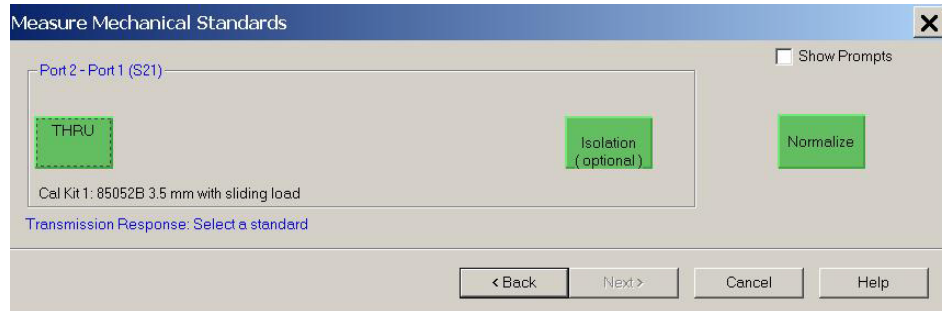 Measure Mechanical Standards
Show Prompts
Port 2 - Port 1 (S21)
THRU
Isolation
(optional)
Normalize
Cal Kit 1: 85052B 3.5 mm with sliding load
Transmission Response: Select a standard
< Back
Next >
Cancel
Help